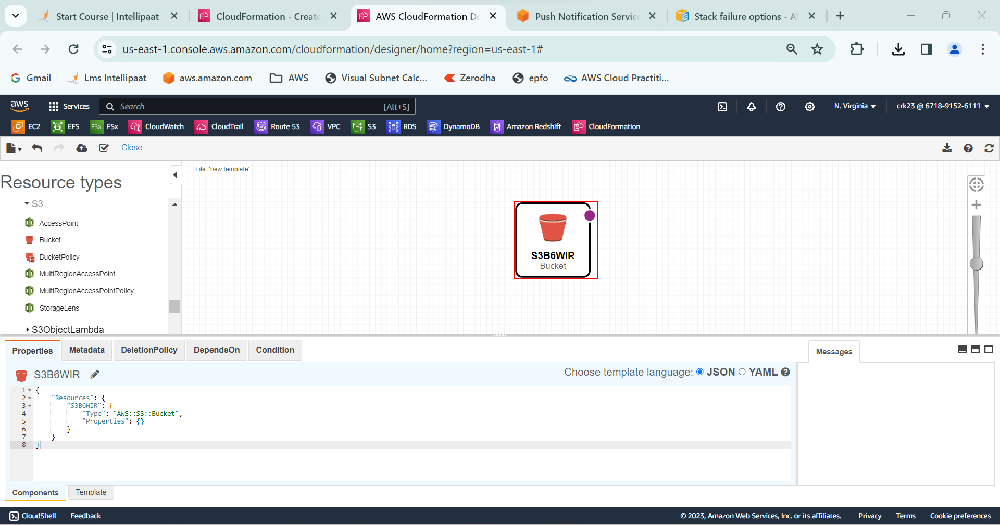 Start Course | Intellipaat
CloudFormation - Create
AWS CloudFormation De
Push Notification Service
Stack failure options - AW
us-east-1.console.aws.amazon.com/cloudformation/designer/home?region=us-east-1#
Gmail
Lms Intellipaat
aws.amazon.com
AWS
Visual Subnet Calc...
Zerodha
epfo
AWS Cloud Practiti...
aws
Services
Search
[Alt+S]
N. Virginia
crk23 @ 6718-9152-6111
EC2
EFS
FSx
FSx
CloudWatch
CloudTrail
Route 53
VPC
S3
RDS
DynamoDB
Amazon Redshift
CloudFormation
Close
Resource types
S3
AccessPoint
Bucket
BucketPolicy
MultiRegionAccessPoint
MultiRegionAccessPointPolicy
StorageLens
S3ObjectLambda
File: 'new.template'
S3B6WIR
Bucket
Properties
Metadata
DeletionPolicy
DependsOn
Condition
Messages
S3B6WIR
Choose template language: JSON YAML
1 {
2 "Resources": {
3 "S3B6WIR": {
4 "Type": "AWS::S3::Bucket",
5 "Properties": {}
6 }
7 }
8 }
Components
Template
CloudShell
Feedback
© 2023, Amazon Web Services, Inc. or its affiliates.
Privacy
Terms
Cookie preferences